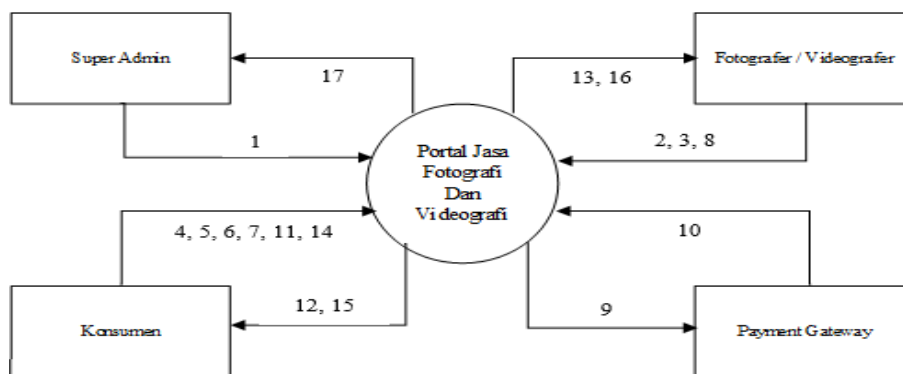 Super Admin
Fotografer / Videografer
17
13, 16
1
2, 3, 8
Portal Jasa
Fotografi
Dan
Videografi
4, 5, 6, 7, 11, 14
10
12, 15
9
Konsumen
Payment Gateway